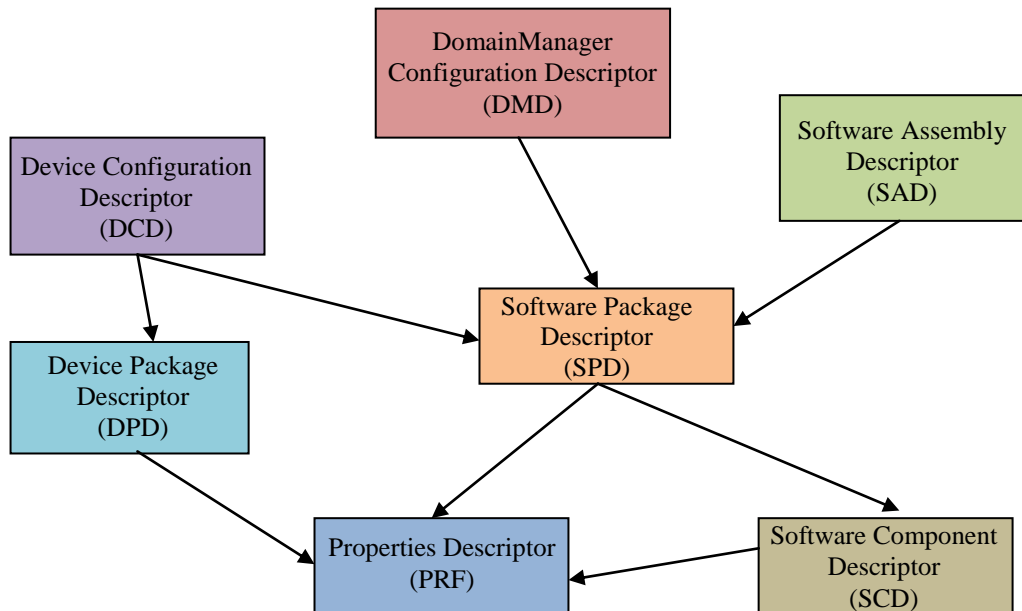 DomainManager
Configuration Descriptor
(DMD)
Software Assembly
Descriptor
(SAD)
Device Configuration
Descriptor
(DCD)
Software Package
Descriptor
(SPD)
Device Package
Descriptor
(DPD)
Properties Descriptor
(PRF)
Software Component
Descriptor
(SCD)